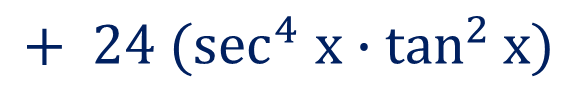 + 24 (sec⁴ x · tan² x)